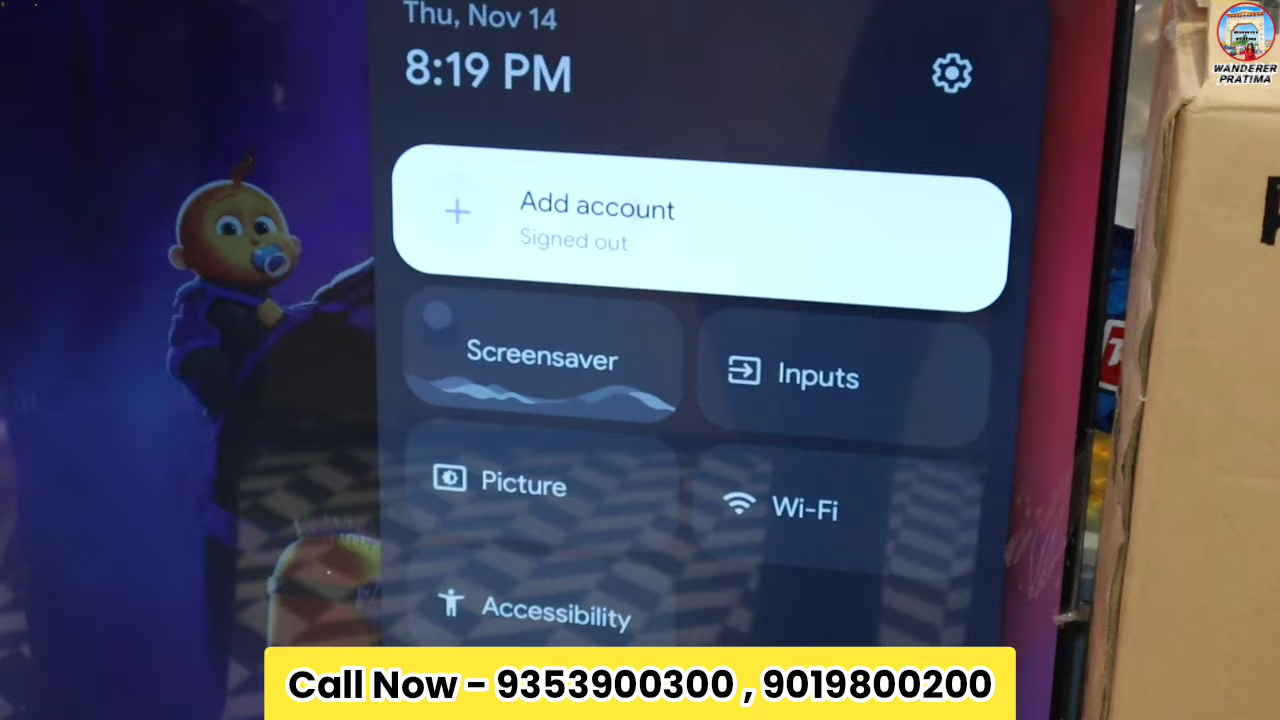 Thu, Nov 14
8:19 PM
WANDERER
PRATIMA
Add account
Signed out
Screensaver
Inputs
Picture
Wi-Fi
Accessibility
Call Now - 9353900300 , 9019800200